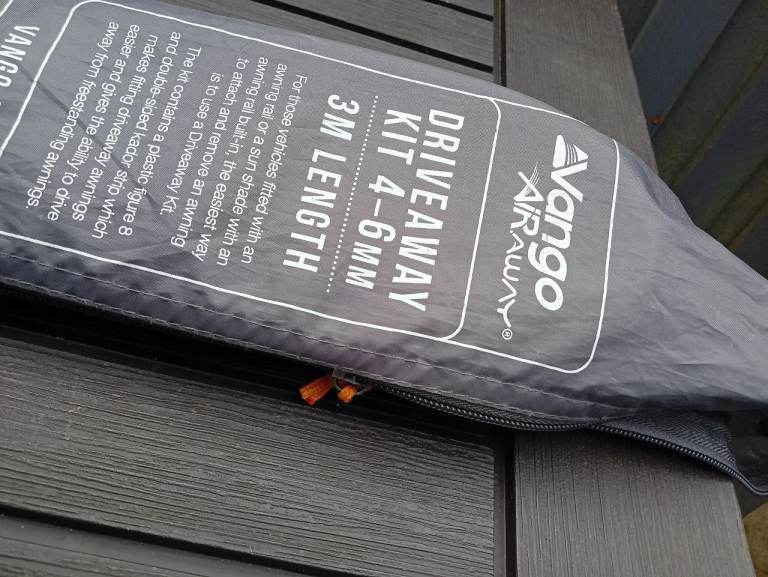 Vango
AIRAWAY®
DRIVEAWAY
KIT 4-6MM
3M LENGTH
For those vehicles fitted with an
awning rail or a sun shade with an
awning rail built-in, the easiest way
to attach and remove an awning
is to use a Driveaway Kit.
The kit contains a plastic figure 8
and double-sided kador strip which
makes fitting driveaway awnings
easier and gives the ability to drive
away from freestanding awnings.
VANGO